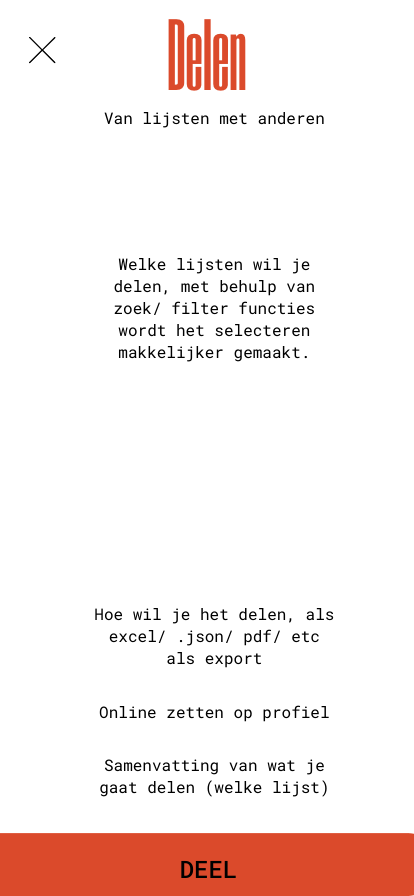 Delen
Van lijsten met anderen
Welke lijsten wil je
delen, met behulp van
zoek/ filter functies
wordt het selecteren
makkelijker gemaakt.
Hoe wil je het delen, als
excel/ .json/ pdf/ etc
als export
Online zetten op profiel
Samenvatting van wat je
gaat delen (welke lijst)
DEEL